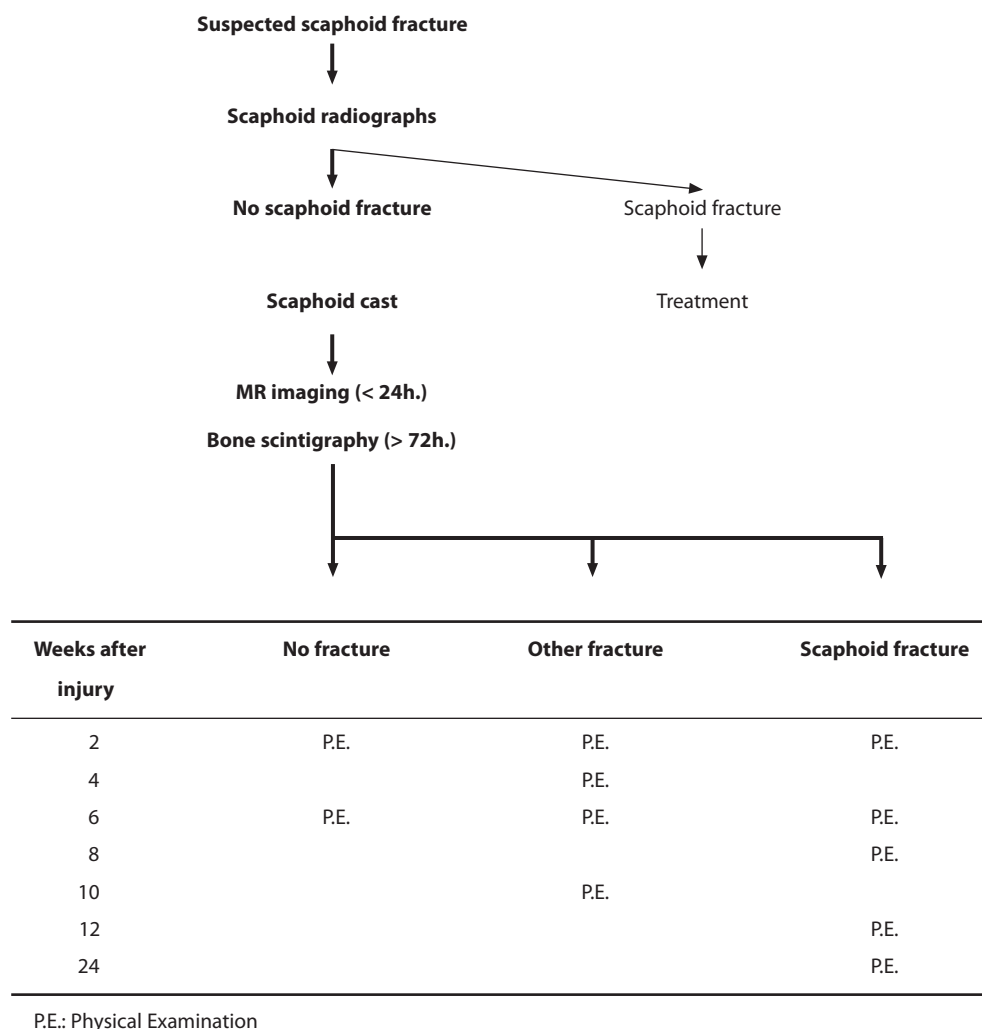 Suspected scaphoid fracture
Scaphoid radiographs
No scaphoid fracture Scaphoid fracture
Scaphoid cast Treatment
MR imaging (< 24h.)
Bone scintigraphy (> 72h.)
Weeks after No fracture Other fracture Scaphoid fracture
injury
2 P.E. P.E. P.E.
4 P.E.
6 P.E. P.E. P.E.
8 P.E.
10 P.E.
12 P.E.
24 P.E.
P.E.: Physical Examination